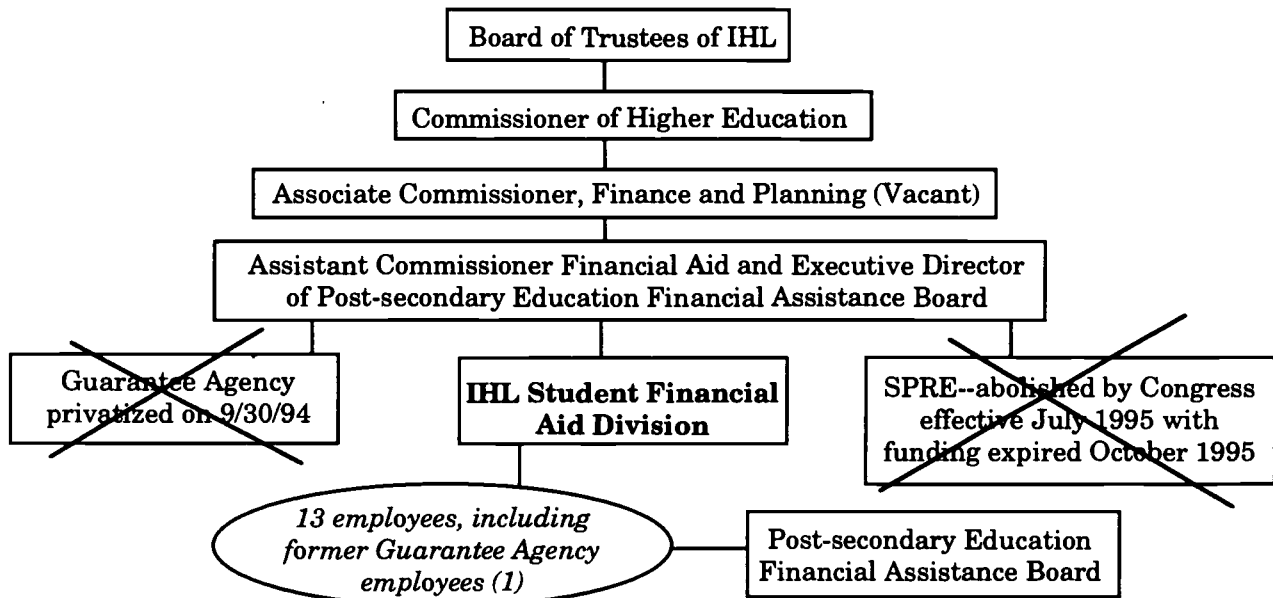 Board of Trustees of IHL
Commissioner of Higher Education
Associate Commissioner, Finance and Planning (Vacant)
Assistant Commissioner Financial Aid and Executive Director
of Post-secondary Education Financial Assistance Board
Guarantee Agency
privatized on 9/30/94
IHL Student Financial
Aid Division
SPRE--abolished by Congress
effective July 1995 with
funding expired October 1995
13 employees, including
former Guarantee Agency
employees (1)
Post-secondary Education
Financial Assistance Board